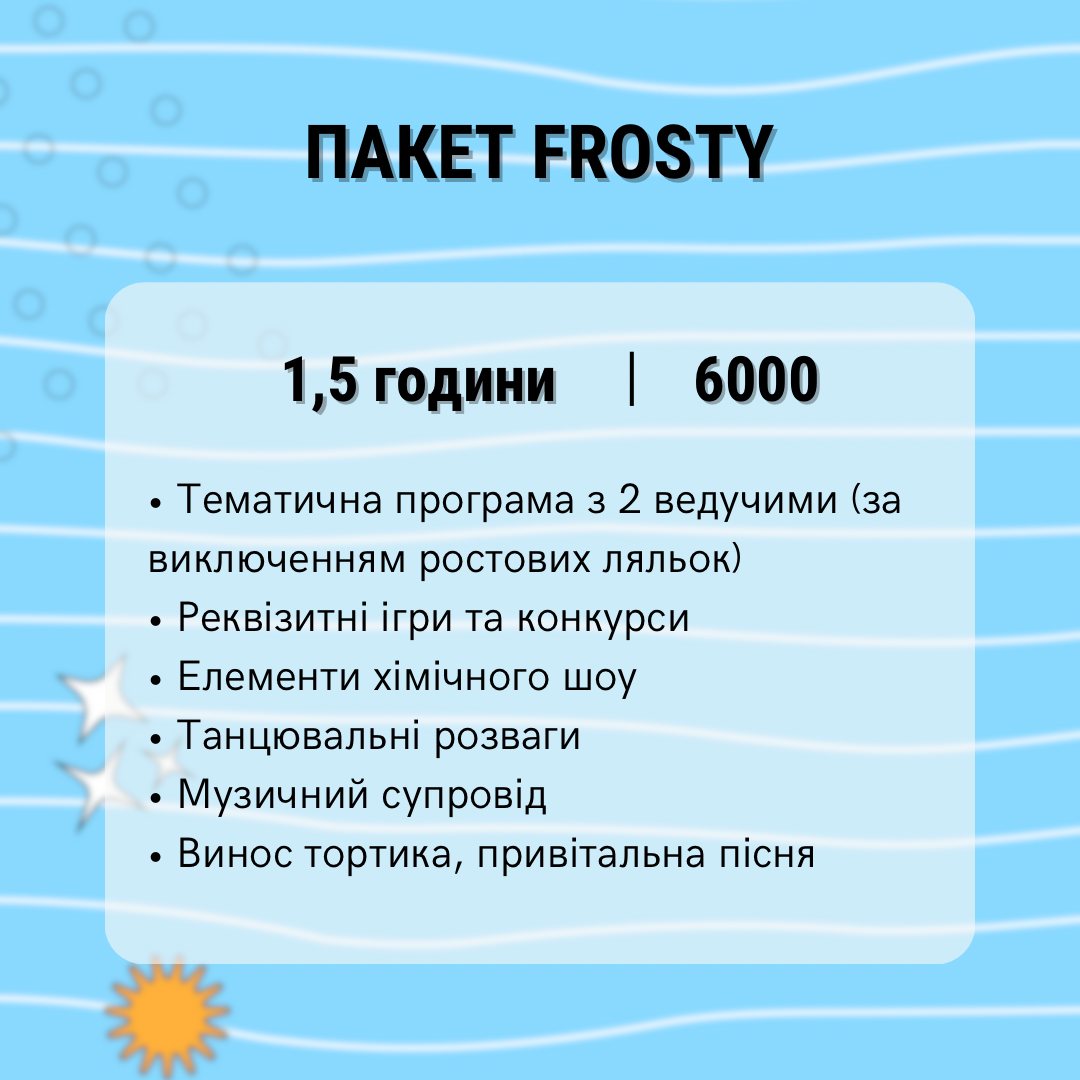 ПАКЕТ FROSTY
1,5 години | 6000
• Тематична програма з 2 ведучими (за
виключенням ростових ляльок)
• Реквізитні ігри та конкурси
• Елементи хімічного шоу
• Танцювальні розваги
• Музичний супровід
• Винос тортика, привітальна пісня